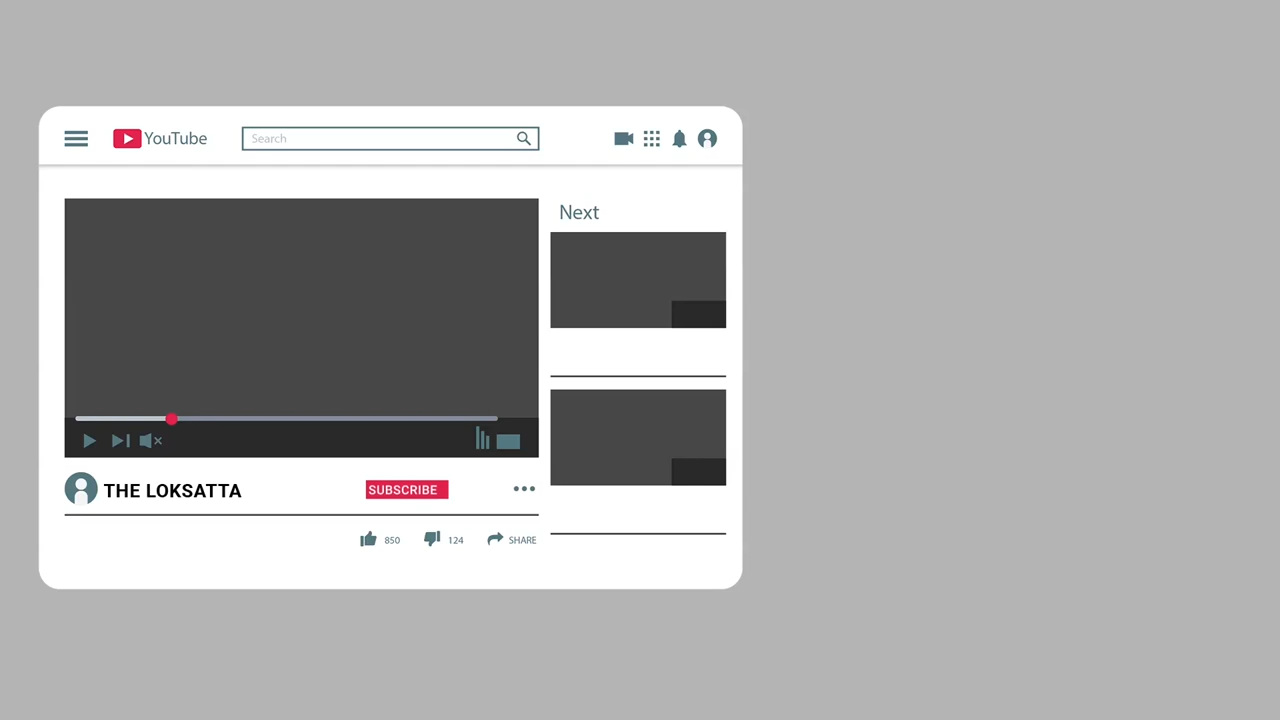 YouTube
Search
Next
THE LOKSATTA
SUBSCRIBE
850
124
SHARE